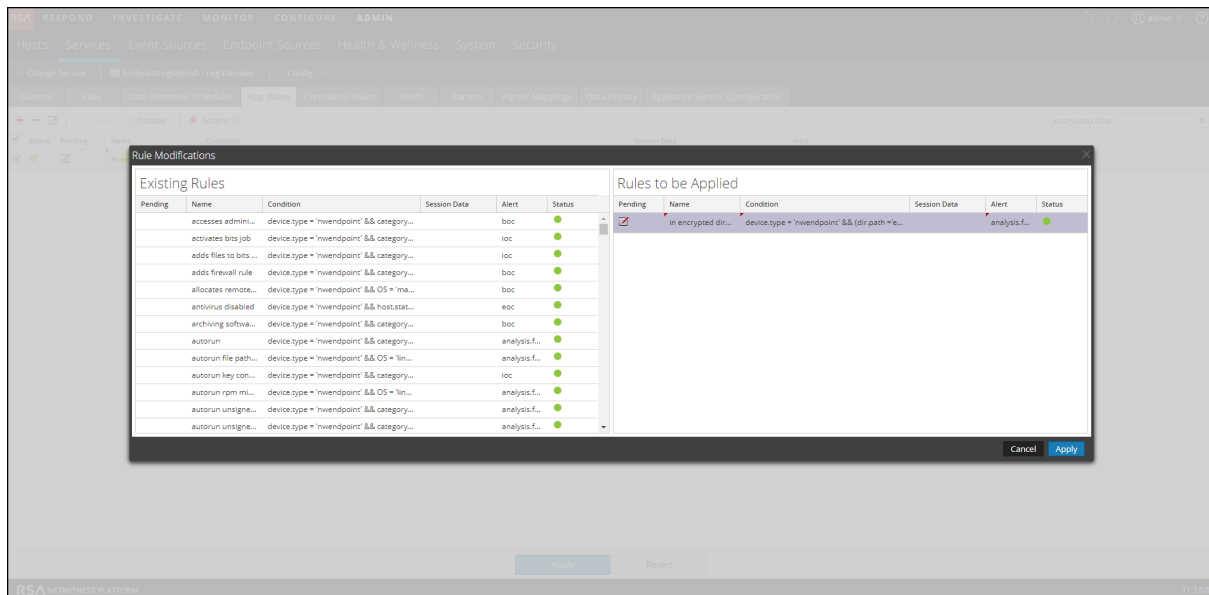 RSA RESPOND INVESTIGATE MONITOR CONFIGURE ADMIN admin
Hosts Services Event Sources Endpoint Sources Health & Wellness System Security
Change Service | EndpointLogHybrid - Log Decoder | Config
General Files Data Retention Scheduler App Rules Correlation Rules Feeds Parsers Parser Mappings Data Privacy Appliance Service Configuration
Disable | Actions encrypted direc
Status Pending Name Condition Session Data Alert
Rule Modifications
Existing Rules
Pending Name Condition Session Data Alert Status
accesses admini... device.type = 'nwendpoint' && category... boc
activates bits job device.type = 'nwendpoint' && category... ioc
adds files to bits ... device.type = 'nwendpoint' && category... ioc
adds firewall rule device.type = 'nwendpoint' && category... boc
allocates remote... device.type = 'nwendpoint' && OS = 'ma... boc
antivirus disabled device.type = 'nwendpoint' && host.stat... eoc
archiving softwa... device.type = 'nwendpoint' && category... boc
autorun device.type = 'nwendpoint' && category... analysis.f...
autorun file path... device.type = 'nwendpoint' && OS = 'lin... analysis.f...
autorun key con... device.type = 'nwendpoint' && category... ioc
autorun rpm mi... device.type = 'nwendpoint' && OS = 'lin... analysis.f...
autorun unsigne... device.type = 'nwendpoint' && category... analysis.f...
autorun unsigne... device.type = 'nwendpoint' && category... analysis.f...
Rules to be Applied
Pending Name Condition Session Data Alert Status
in encrypted dir... device.type = 'nwendpoint' && (dir.path ='e... analysis.f...
Cancel Apply
Apply Revert
RSA NETWITNESS PLATFORM